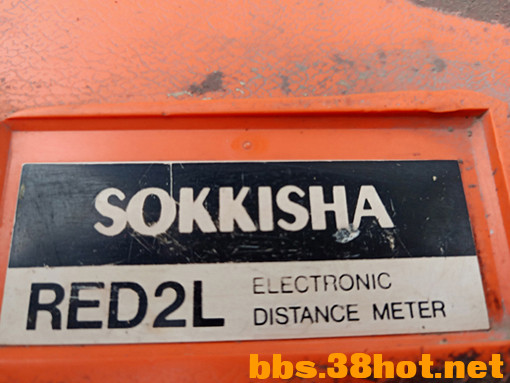 SOKKISHA
RED2L
ELECTRONIC
DISTANCE METER
bbs.38hot.net